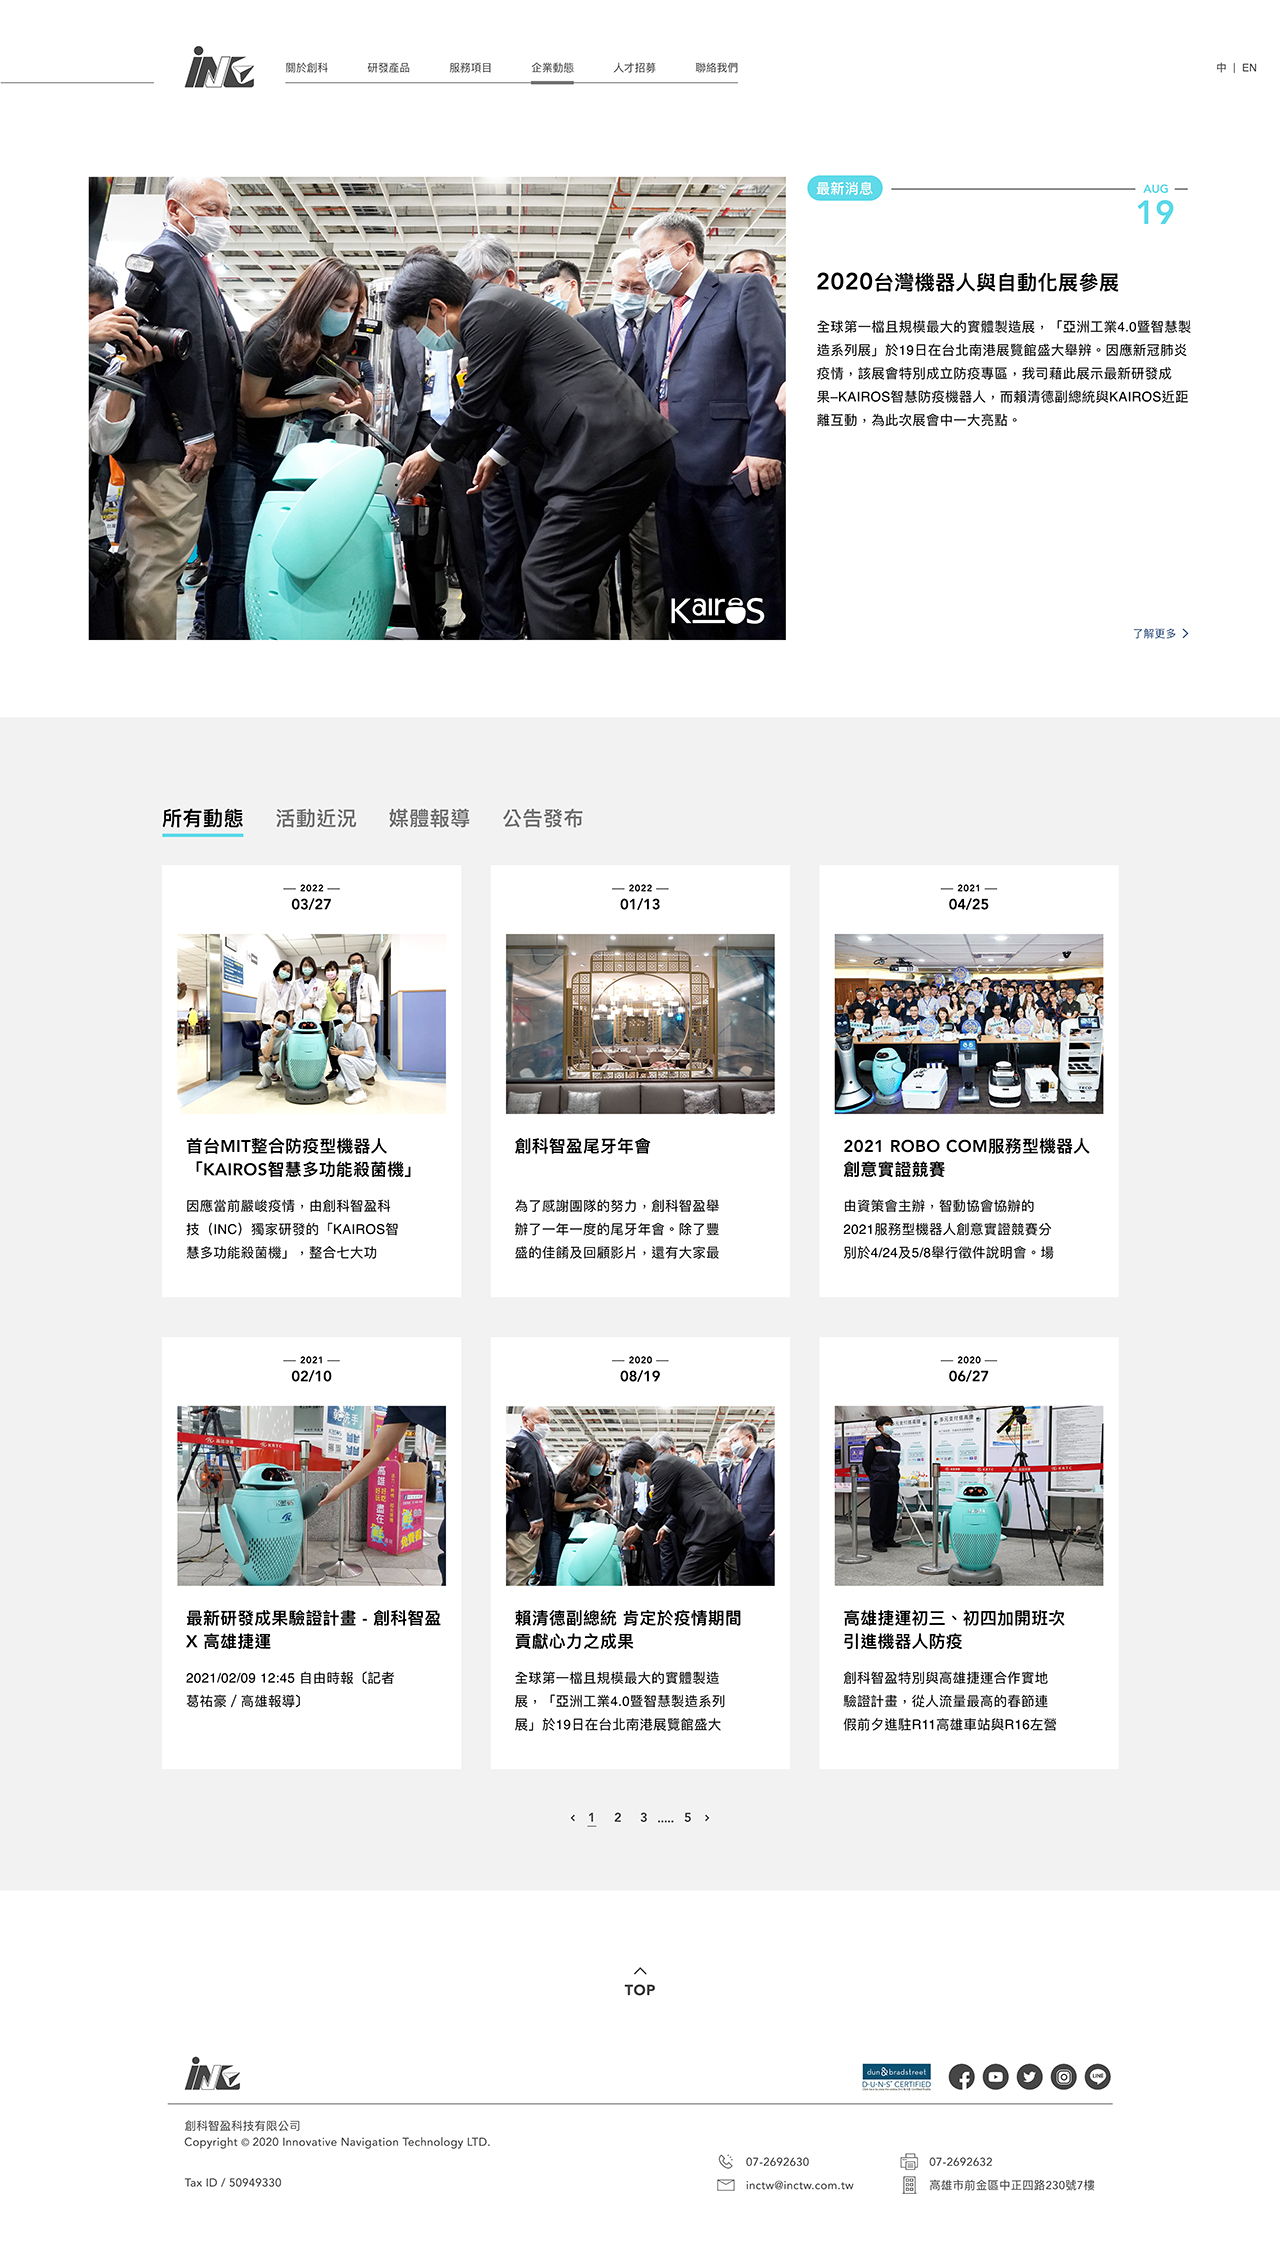 INC
關於創科 研發產品 服務項目 企業動態 人才招募 聯絡我們
中 | EN
最新消息
AUG
19
2020台灣機器人與自動化展參展
全球第一檔且規模最大的實體製造展，「亞洲工業4.0暨智慧製
造系列展」於19日在台北南港展覽館盛大舉辨。因應新冠肺炎
疫情，該展會特別成立防疫專區，我司藉此展示最新研發成
果–KAIROS智慧防疫機器人，而賴清德副總統與KAIROS近距
離互動，為此次展會中一大亮點。
KairoS
了解更多
所有動態 活動近況 媒體報導 公告發布
2022
03/27
首台MIT整合防疫型機器人
「KAIROS智慧多功能殺菌機」
因應當前嚴峻疫情，由創科智盈科
技（INC）獨家研發的「KAIROS智
慧多功能殺菌機」，整合七大功
2022
01/13
創科智盈尾牙年會
為了感謝團隊的努力，創科智盈舉
辦了一年一度的尾牙年會。除了豐
盛的佳餚及回顧影片，還有大家最
2021
04/25
2021 ROBO COM服務型機器人
創意實證競賽
由資策會主辦，智動協會協辦的
2021服務型機器人創意實證競賽分
別於4/24及5/8舉行徵件說明會。場
2021
02/10
洗手
高雄
盡在
免費
最新研發成果驗證計畫 - 創科智盈
X 高雄捷運
2021/02/09 12:45 自由時報〔記者
葛祐豪 / 高雄報導〕
2020
08/19
賴清德副總統 肯定於疫情期間
貢獻心力之成果
全球第一檔且規模最大的實體製造
展，「亞洲工業4.0暨智慧製造系列
展」於19日在台北南港展覽館盛大
2020
06/27
高雄捷運初三、初四加開班次
引進機器人防疫
創科智盈特別與高雄捷運合作實地
驗證計畫，從人流量最高的春節連
假前夕進駐R11高雄車站與R16左營
‹ 1 2 3 ..... 5 ›
TOP
INC
dun & bradstreet
D-U-N-S CERTIFIED
LINE
創科智盈科技有限公司
Copyright © 2020 Innovative Navigation Technology LTD.
Tax ID / 50949330
07-2692630
07-2692632
inctw@inctw.com.tw
高雄市前金區中正四路230號7樓